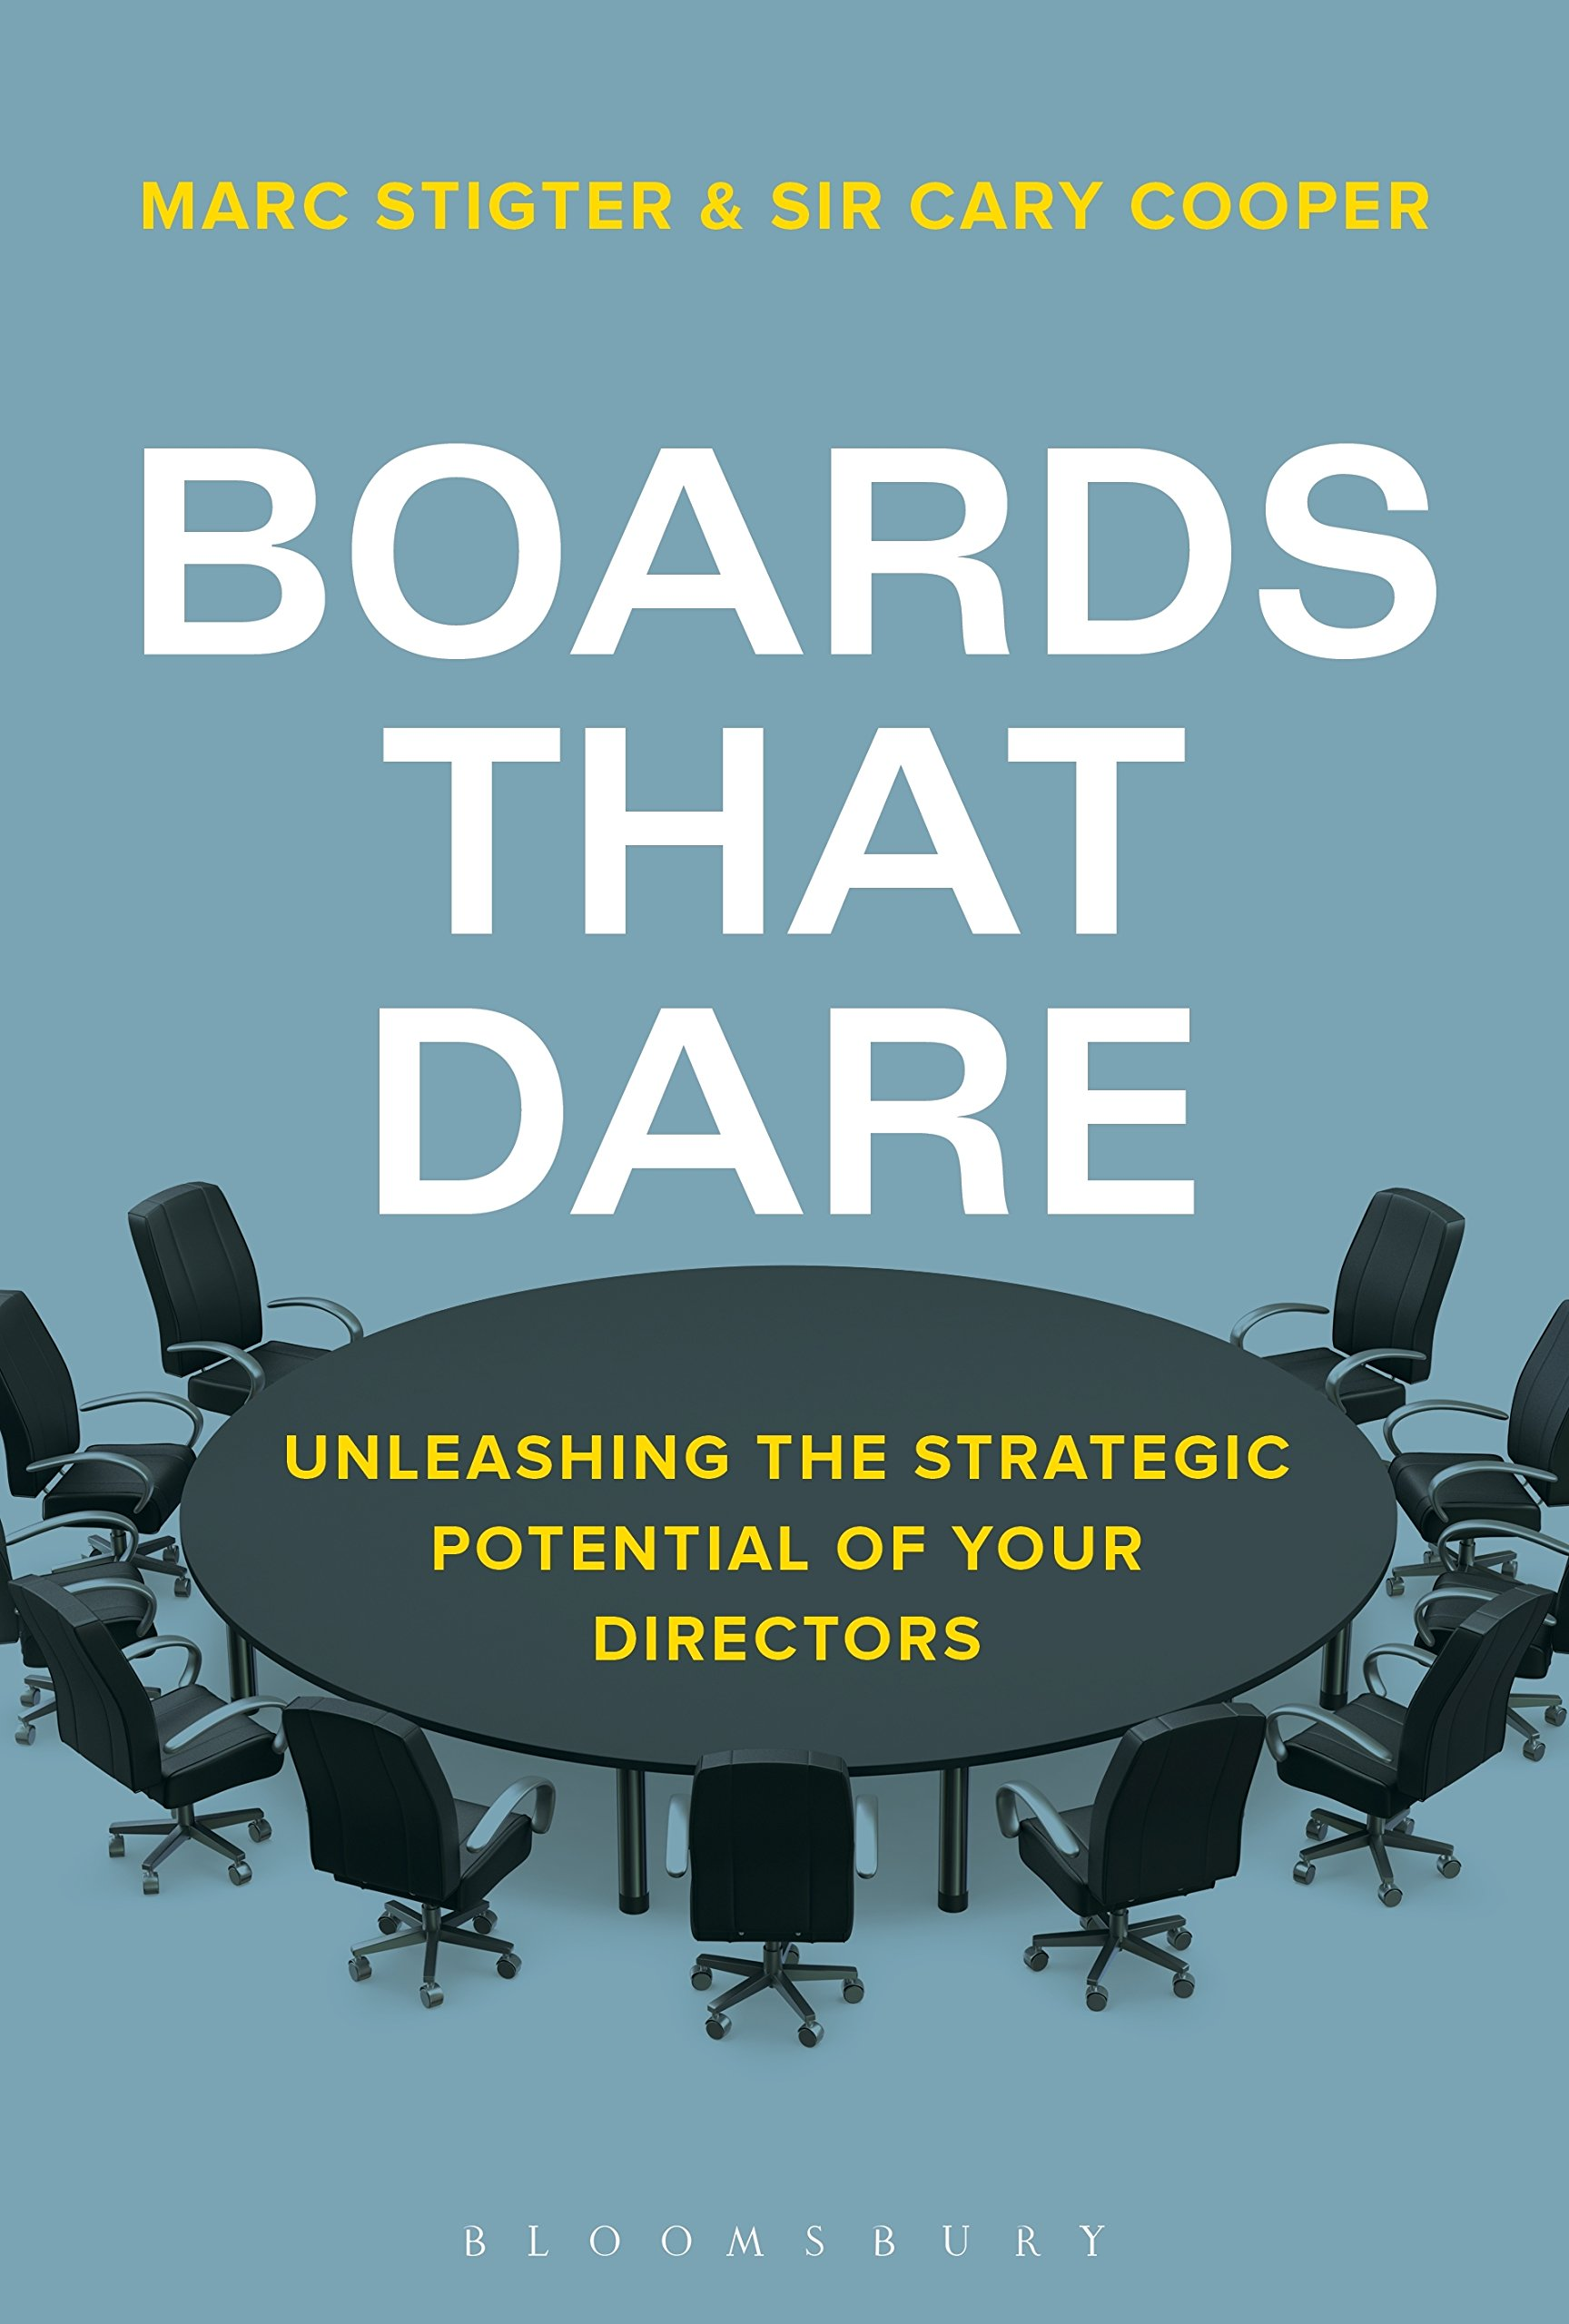 MARC STIGTER & SIR CARY COOPER
BOARDS
THAT
DARE
UNLEASHING THE STRATEGIC
POTENTIAL OF YOUR
DIRECTORS
BLOOMSBURY